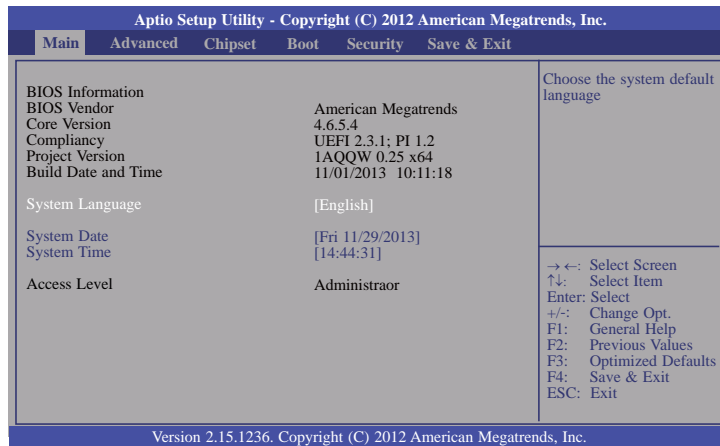 Aptio Setup Utility - Copyright (C) 2012 American Megatrends, Inc.
Main Advanced Chipset Boot Security Save & Exit
BIOS Information
BIOS Vendor American Megatrends
Core Version 4.6.5.4
Compliancy UEFI 2.3.1; PI 1.2
Project Version 1AQQW 0.25 x64
Build Date and Time 11/01/2013 10:11:18
System Language [English]
System Date [Fri 11/29/2013]
System Time [14:44:31]
Access Level Administraor
Choose the system default
language
→←: Select Screen
↑↓: Select Item
Enter: Select
+/-: Change Opt.
F1: General Help
F2: Previous Values
F3: Optimized Defaults
F4: Save & Exit
ESC: Exit
Version 2.15.1236. Copyright (C) 2012 American Megatrends, Inc.